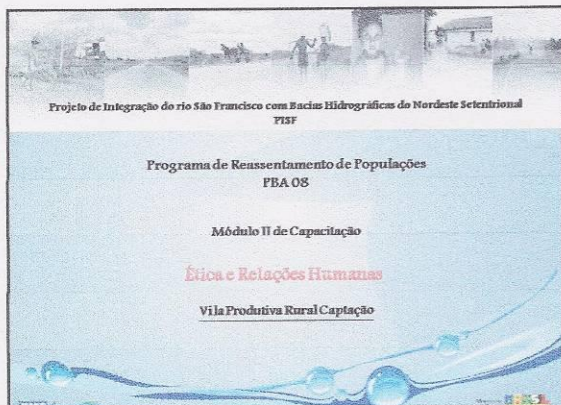 Projeto de Integração do rio São Francisco com Bacias Hidrográficas do Nordeste Setentrional
PISF
Programa de Reassentamento de Populações
PBA 08
Módulo II de Capacitação
Ética e Relações Humanas
Vila Produtiva Rural Captação